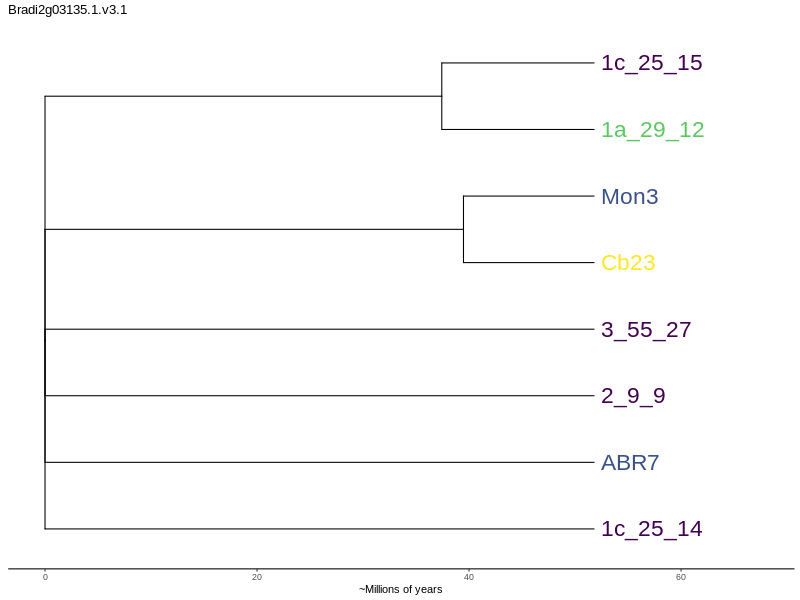 Bradi2g03135.1.v3.1
1c_25_15
1a_29_12
Mon3
Cb23
3_55_27
2_9_9
ABR7
1c_25_14
0 20 40 60
~Millions of years